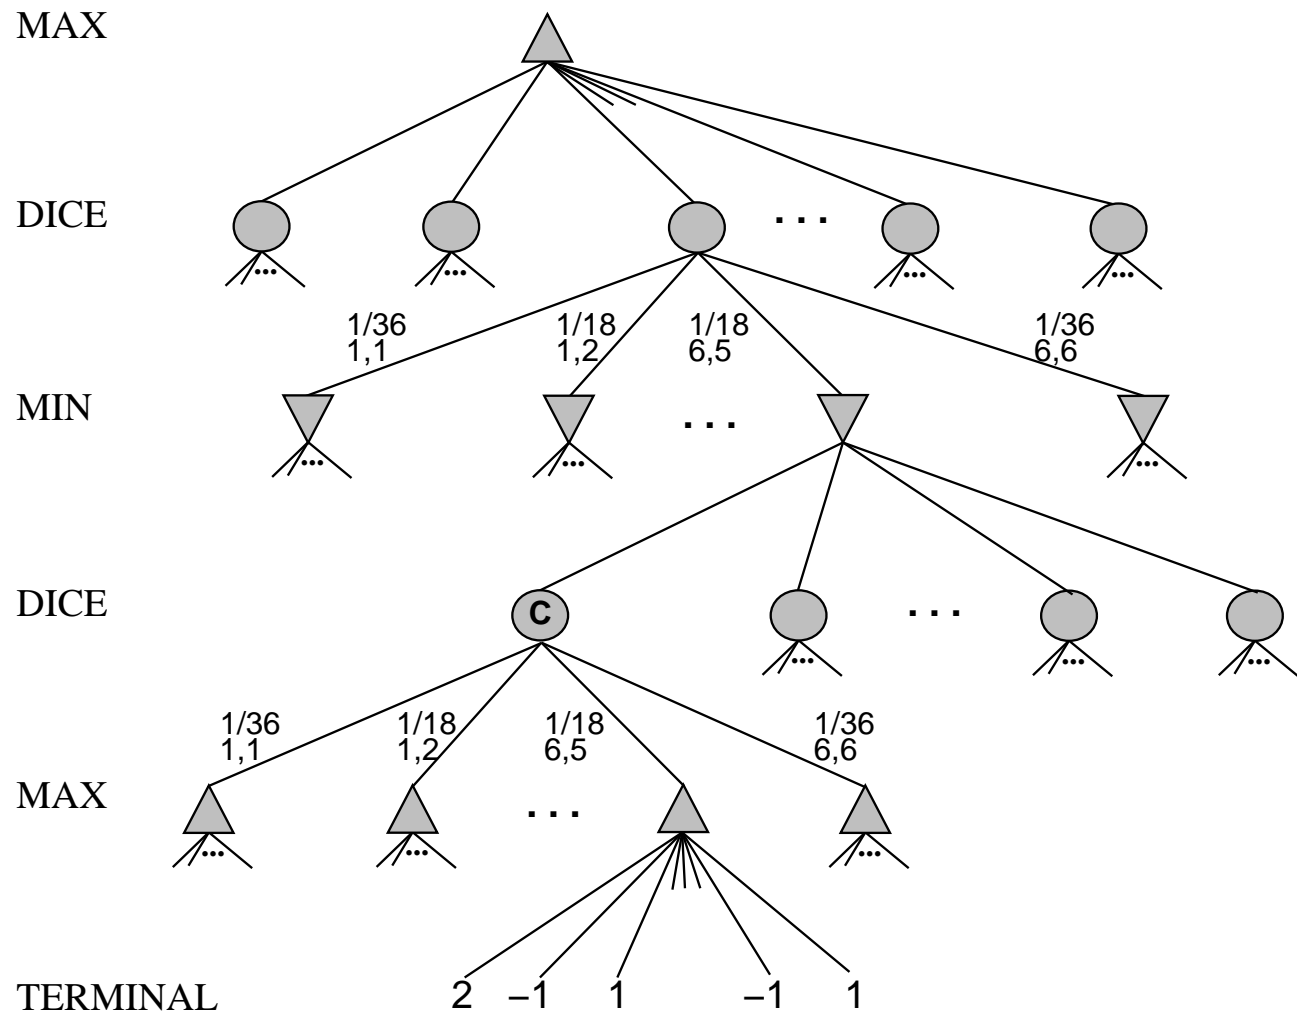 MAX
DICE
. . .
... ... ... ... ...
1/36 1/18 1/18 1/36
1,1 1,2 6,5 6,6
MIN
. . .
... ... ...
DICE
C
. . .
... ... ...
1/36 1/18 1/18 1/36
1,1 1,2 6,5 6,6
MAX
. . .
... ... ...
TERMINAL 2 –1 1 –1 1